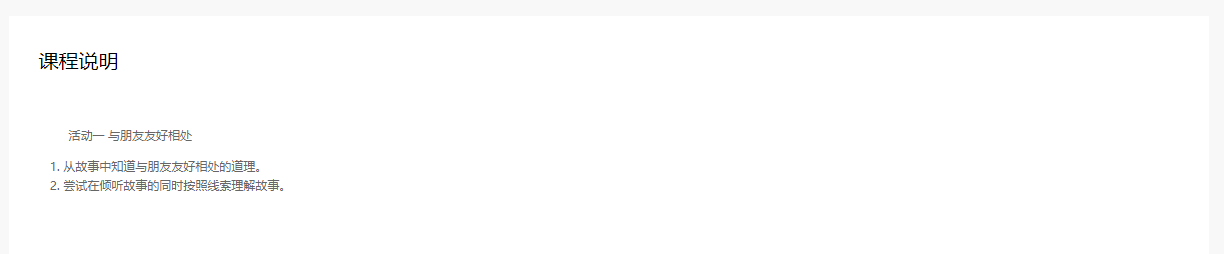 课程说明
活动一 与朋友友好相处
1. 从故事中知道与朋友友好相处的道理。
2. 尝试在倾听故事的同时按照线索理解故事。